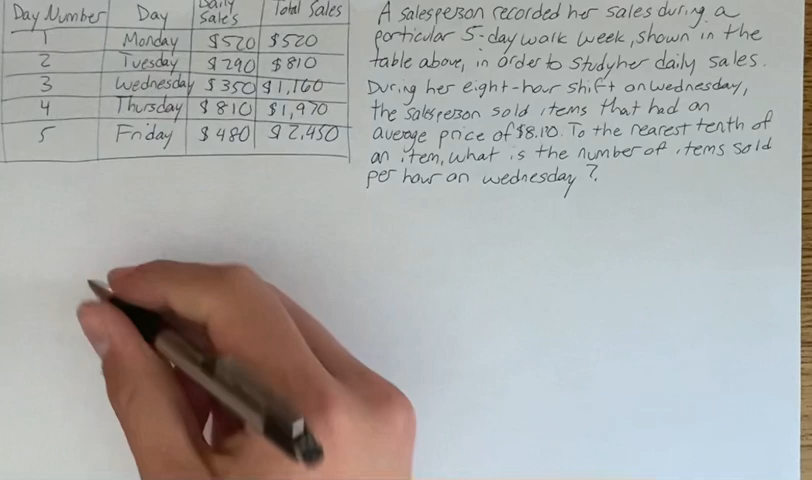 Day Number Day Daily Sales Total Sales
1 Monday $520 $520
2 Tuesday $290 $810
3 Wednesday $350 $1,160
4 Thursday $810 $1,970
5 Friday $480 $2,450
A salesperson recorded her sales during a
particular 5-day work week, shown in the
table above, in order to study her daily sales.
During her eight-hour shift on Wednesday,
the salesperson sold items that had an
average price of $8.10. To the nearest tenth of
an item, what is the number of items sold
per hour on wednesday?